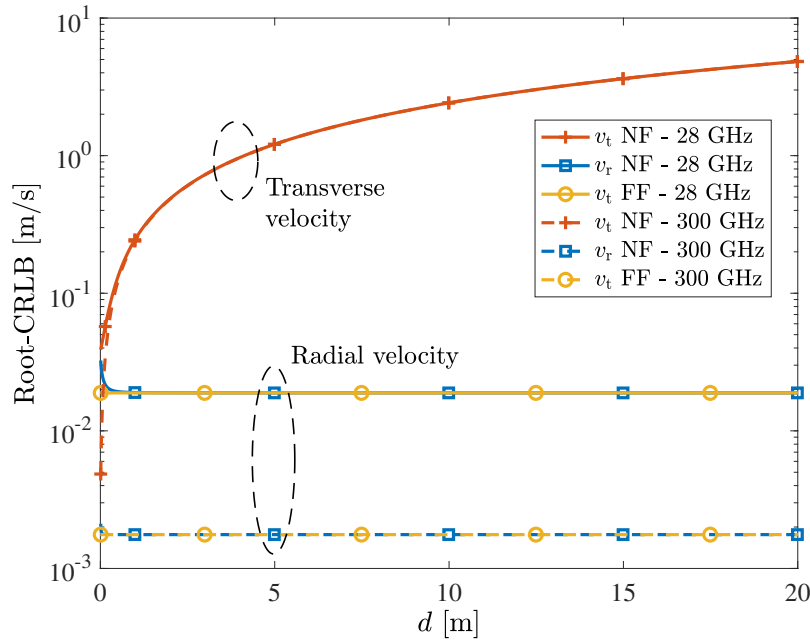 10^1
10^0
10^-1
10^-2
10^-3
Root-CRLB [m/s]
v_t NF - 28 GHz
v_r NF - 28 GHz
v_t FF - 28 GHz
v_t NF - 300 GHz
v_r NF - 300 GHz
v_t FF - 300 GHz
Transverse
velocity
Radial velocity
0 5 10 15 20
d [m]